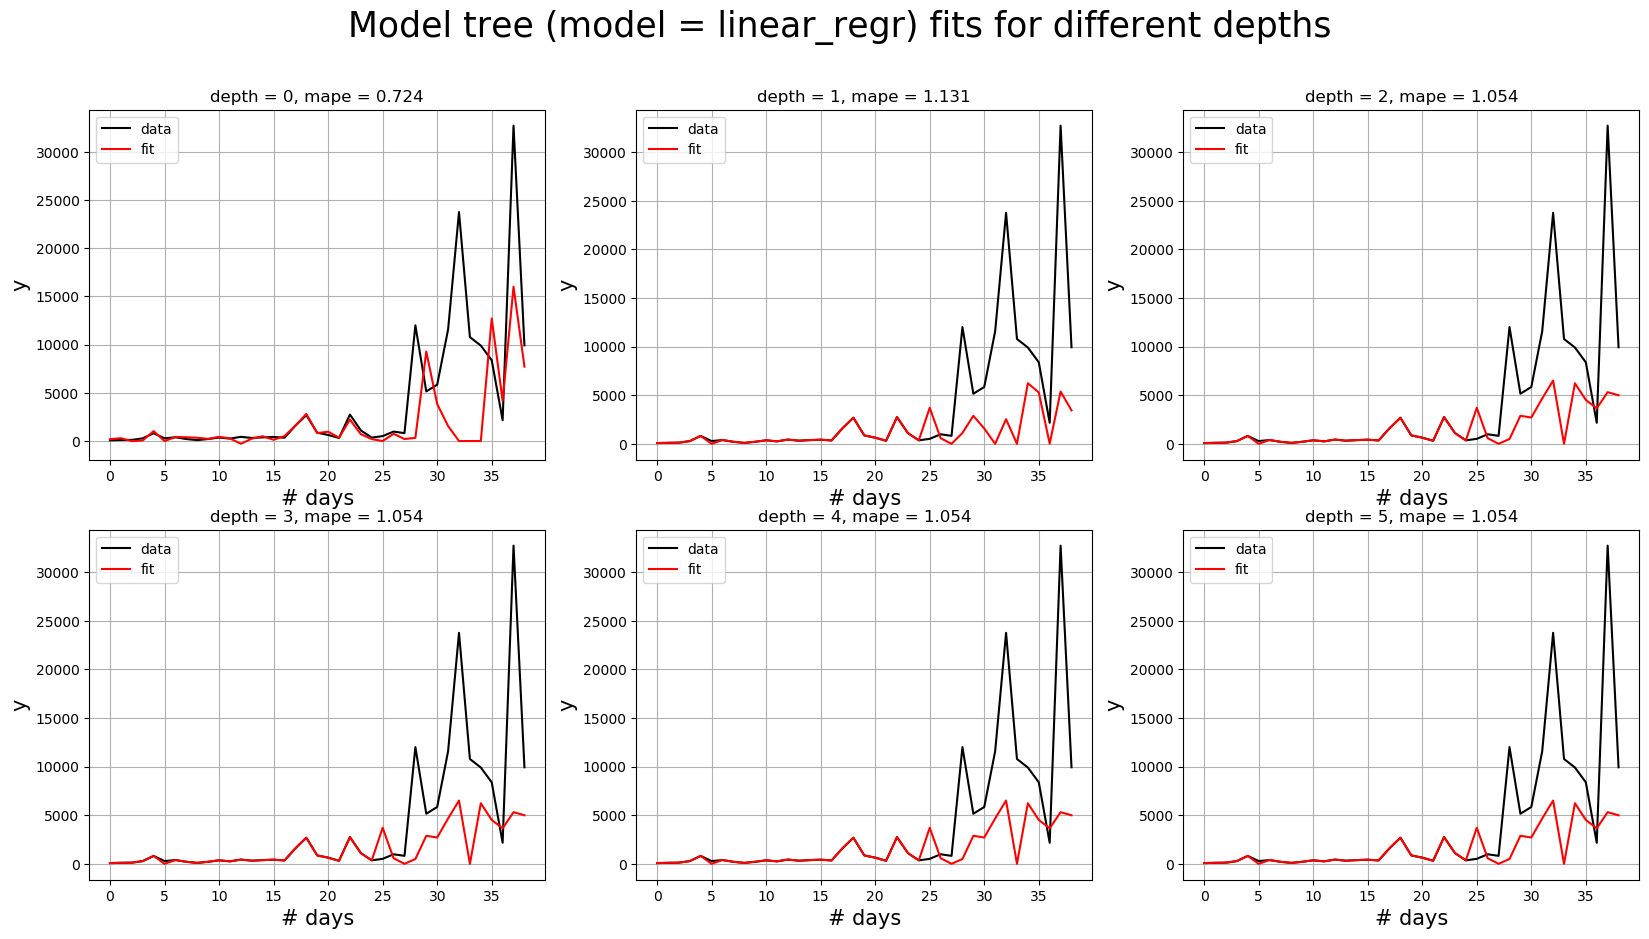 Model tree (model = linear_regr) fits for different depths
depth = 0, mape = 0.724
data
fit
y
30000
25000
20000
15000
10000
5000
0
0 5 10 15 20 25 30 35
# days
depth = 1, mape = 1.131
data
fit
y
30000
25000
20000
15000
10000
5000
0
0 5 10 15 20 25 30 35
# days
depth = 2, mape = 1.054
data
fit
y
30000
25000
20000
15000
10000
5000
0
0 5 10 15 20 25 30 35
# days
depth = 3, mape = 1.054
data
fit
y
30000
25000
20000
15000
10000
5000
0
0 5 10 15 20 25 30 35
# days
depth = 4, mape = 1.054
data
fit
y
30000
25000
20000
15000
10000
5000
0
0 5 10 15 20 25 30 35
# days
depth = 5, mape = 1.054
data
fit
y
30000
25000
20000
15000
10000
5000
0
0 5 10 15 20 25 30 35
# days